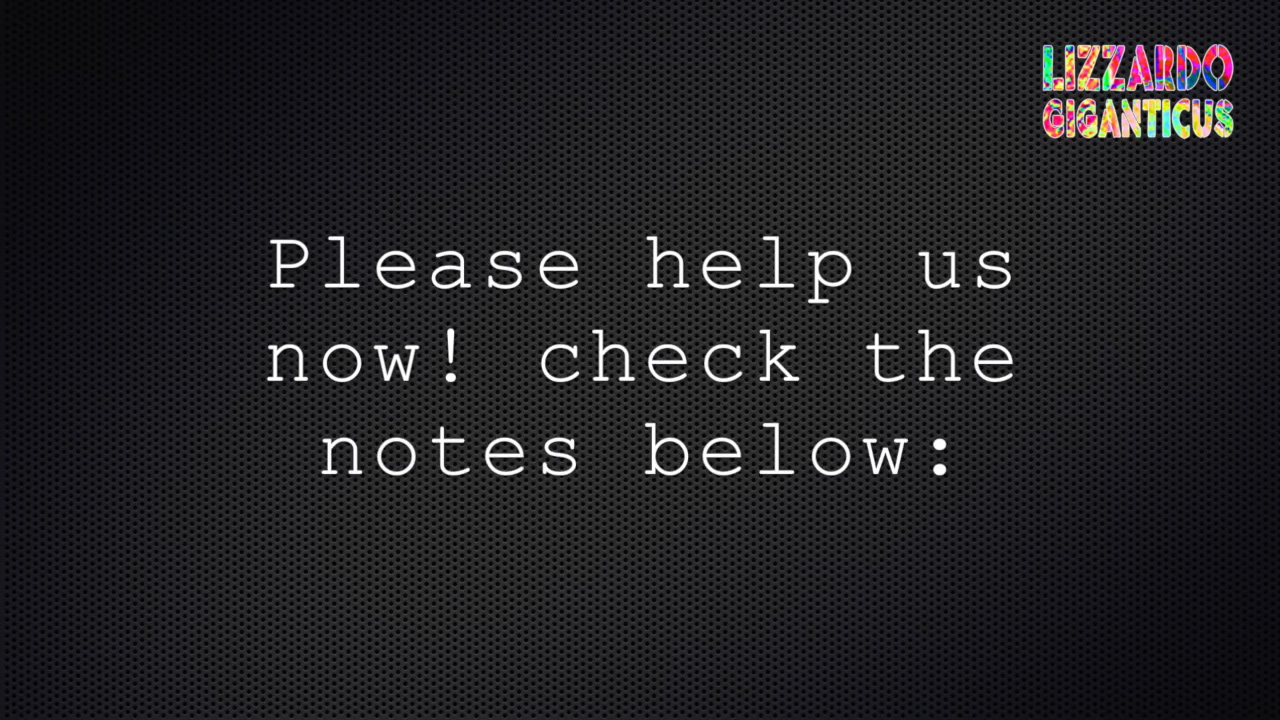 LIZZARDO
GIGANTICUS
Please help us
now! check the
notes below: